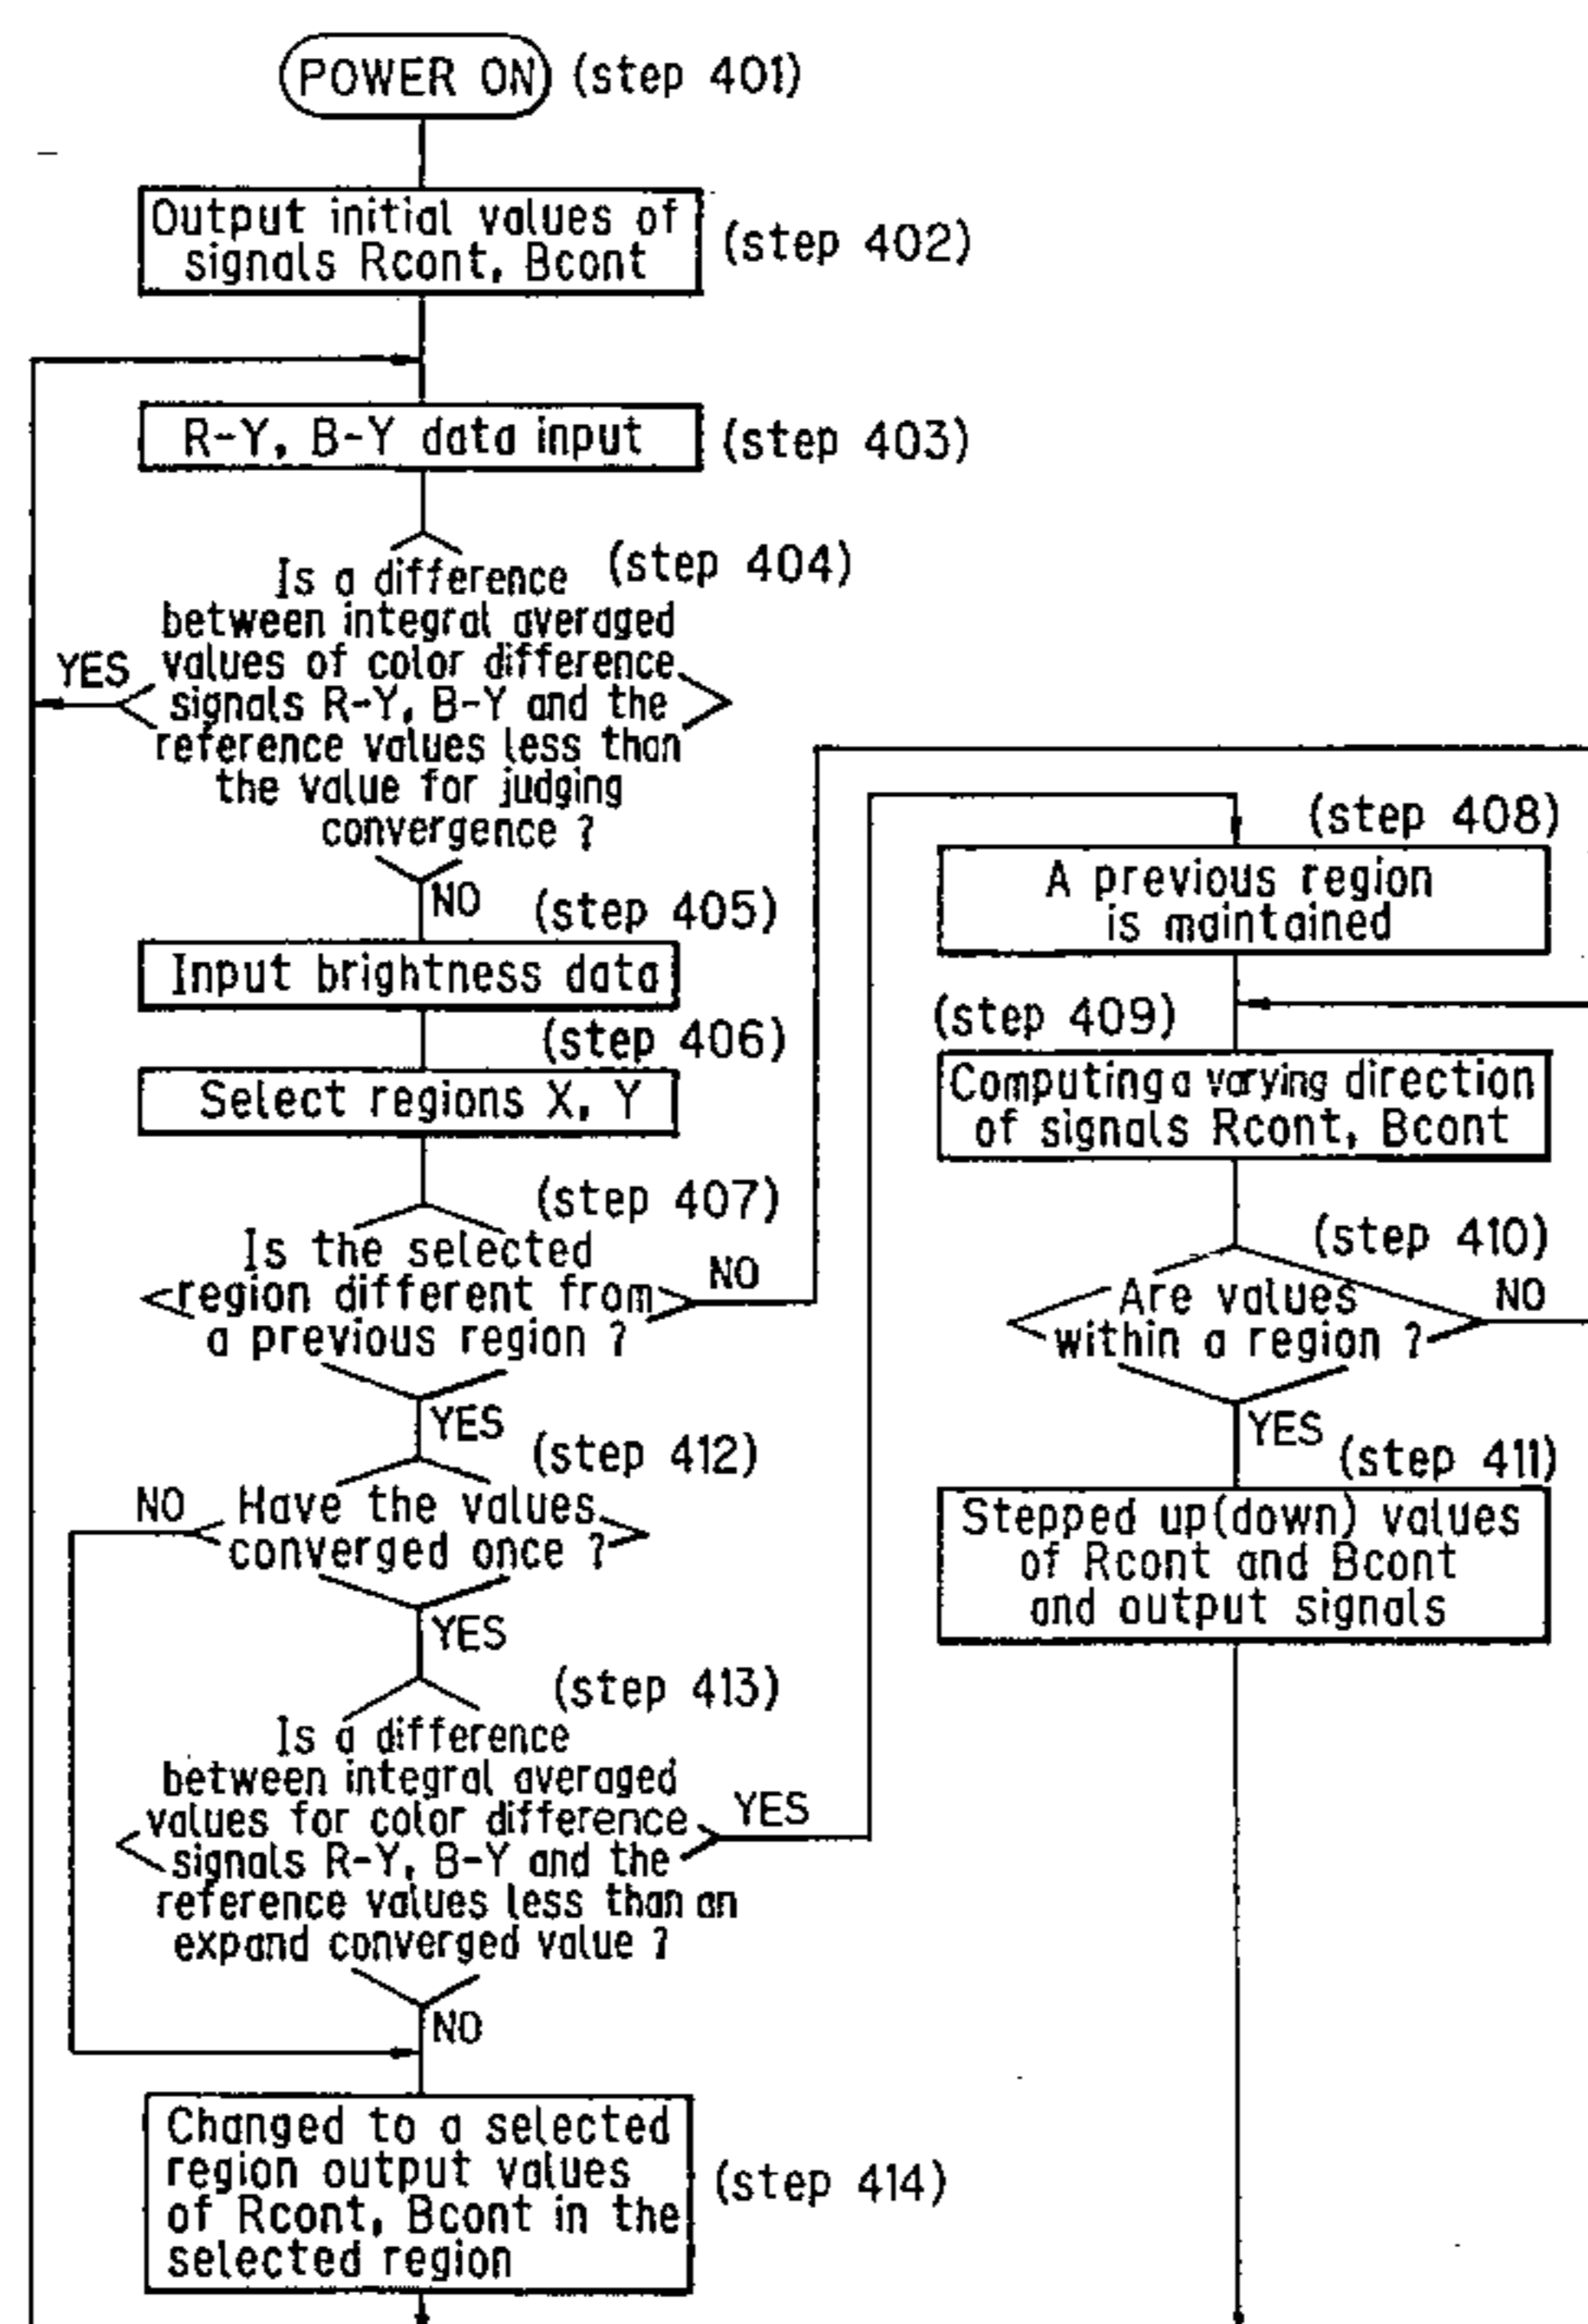 POWER ON (step 401)
Output initial values of
signals Rcont, Bcont
(step 402)
R-Y, B-Y data input (step 403)
(step 404)
Is a difference
between integral averaged
values of color difference
signals R-Y, B-Y and the
reference values less than
the value for judging
convergence ?
YES
NO
(step 405)
Input brightness data
(step 406)
Select regions X, Y
(step 407)
Is the selected
region different from
a previous region ?
NO
YES
(step 412)
Have the values
converged once ?
NO
YES
(step 413)
Is a difference
between integral averaged
values for color difference
signals R-Y, B-Y and the
reference values less than an
expand converged value ?
YES
NO
Changed to a selected
region output values
of Rcont, Bcont in the
selected region
(step 414)
(step 408)
A previous region
is maintained
(step 409)
Computing a varying direction
of signals Rcont, Bcont
(step 410)
Are values
within a region ?
NO
YES
(step 411)
Stepped up(down) values
of Rcont and Bcont
and output signals